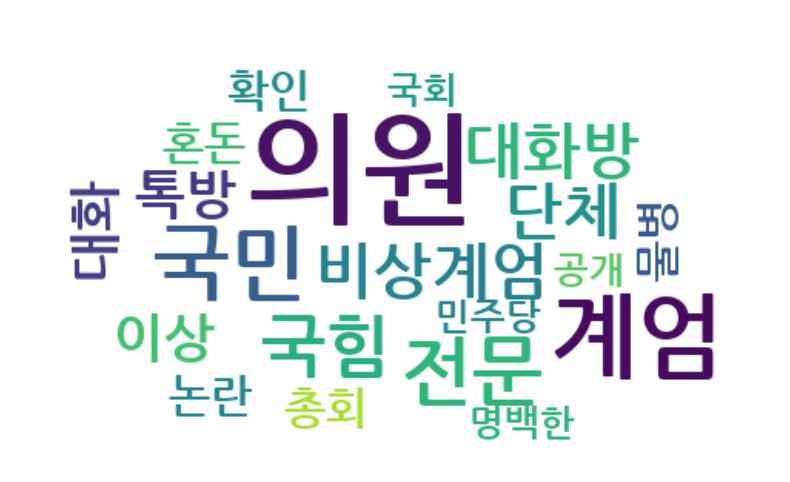 확인
국회
혼돈
의원
대화방
톡방
대화
단체
물병
국민
비상계엄
공개
민주당
계엄
이상
국힘
전문
논란
총회
명백한